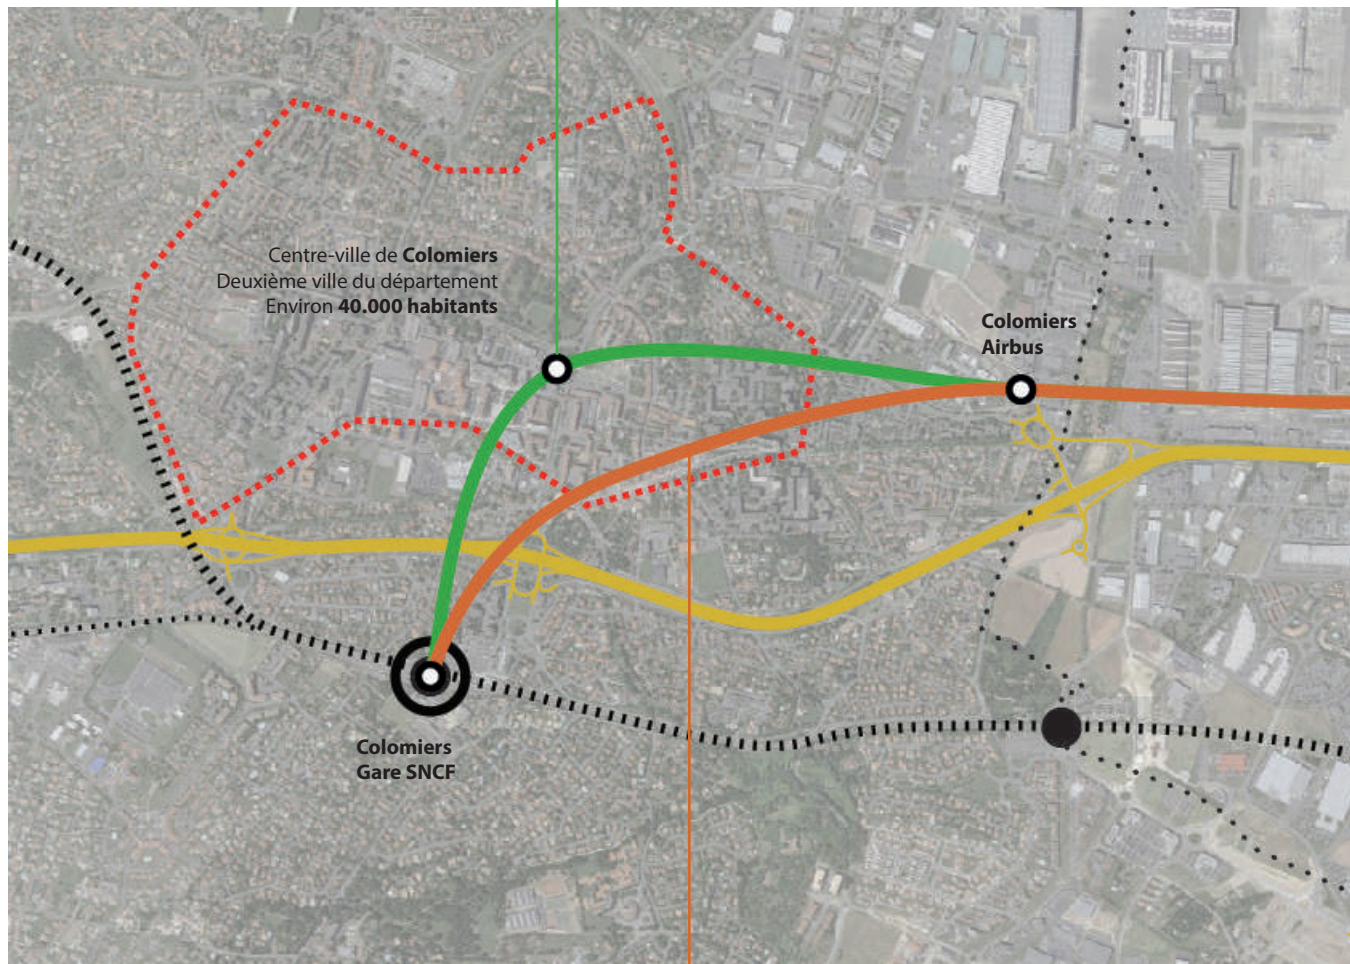 Centre-ville de Colomiers
Deuxième ville du département
Environ 40.000 habitants
Colomiers
Airbus
Colomiers
Gare SNCF